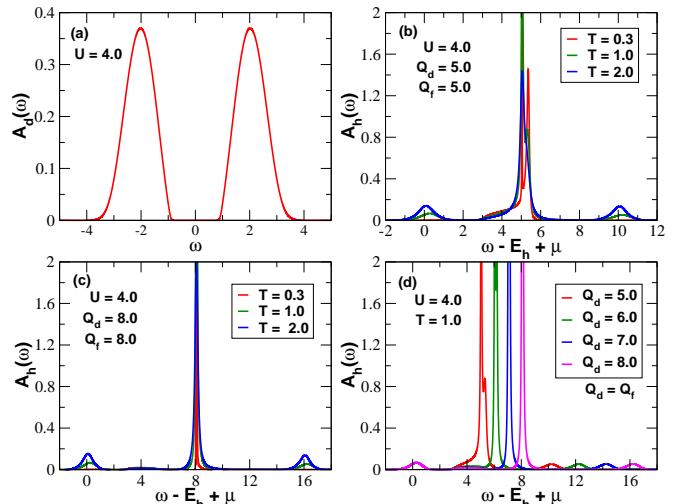 (a)
U = 4.0
A_d(ω)
0.4
0.3
0.2
0.1
0
-4 -2 0 2 4
ω
(b)
U = 4.0
Q_d = 5.0
Q_f = 5.0
T = 0.3
T = 1.0
T = 2.0
A_h(ω)
2
1.6
1.2
0.8
0.4
0
-2 0 2 4 6 8 10 12
ω - E_h + μ
(c)
U = 4.0
Q_d = 8.0
Q_f = 8.0
T = 0.3
T = 1.0
T = 2.0
A_h(ω)
2
1.6
1.2
0.8
0.4
0
0 4 8 12 16
ω - E_h + μ
(d)
U = 4.0
T = 1.0
Q_d = 5.0
Q_d = 6.0
Q_d = 7.0
Q_d = 8.0
Q_d = Q_f
A_h(ω)
2
1.6
1.2
0.8
0.4
0
0 4 8 12 16
ω - E_h + μ